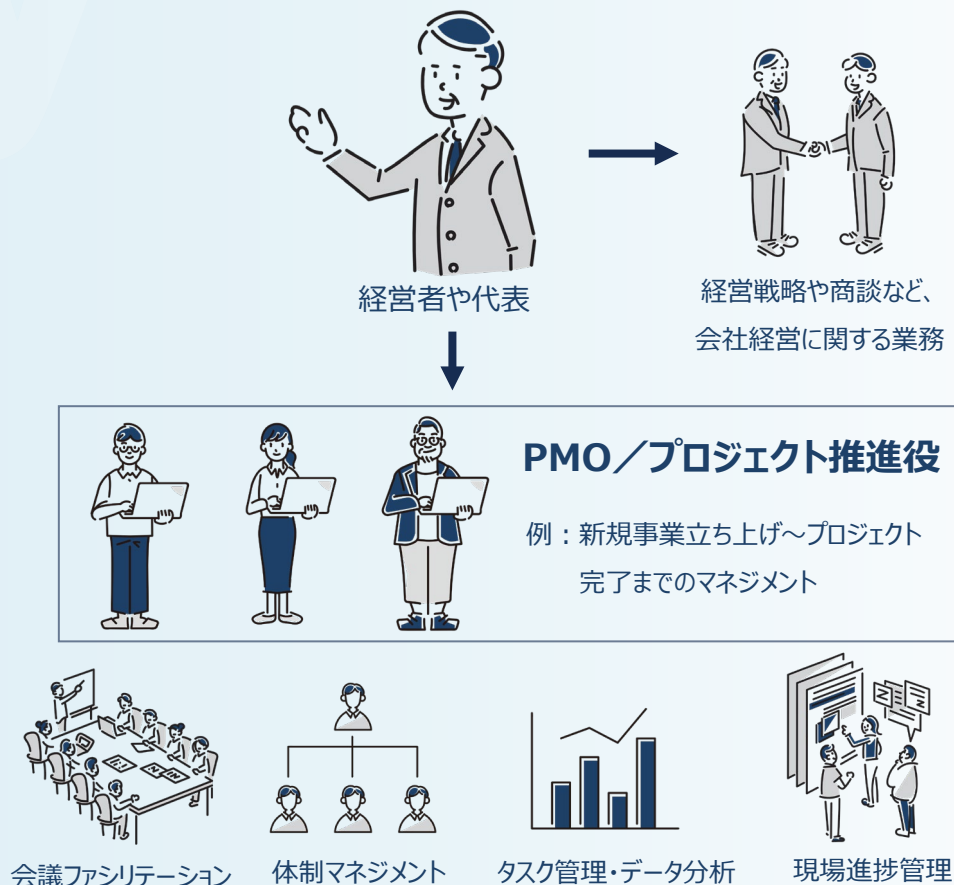 経営者や代表
経営戦略や商談など、
会社経営に関する業務
PMO／プロジェクト推進役
例：新規事業立ち上げ～プロジェクト
完了までのマネジメント
会議ファシリテーション
体制マネジメント
タスク管理・データ分析
現場進捗管理